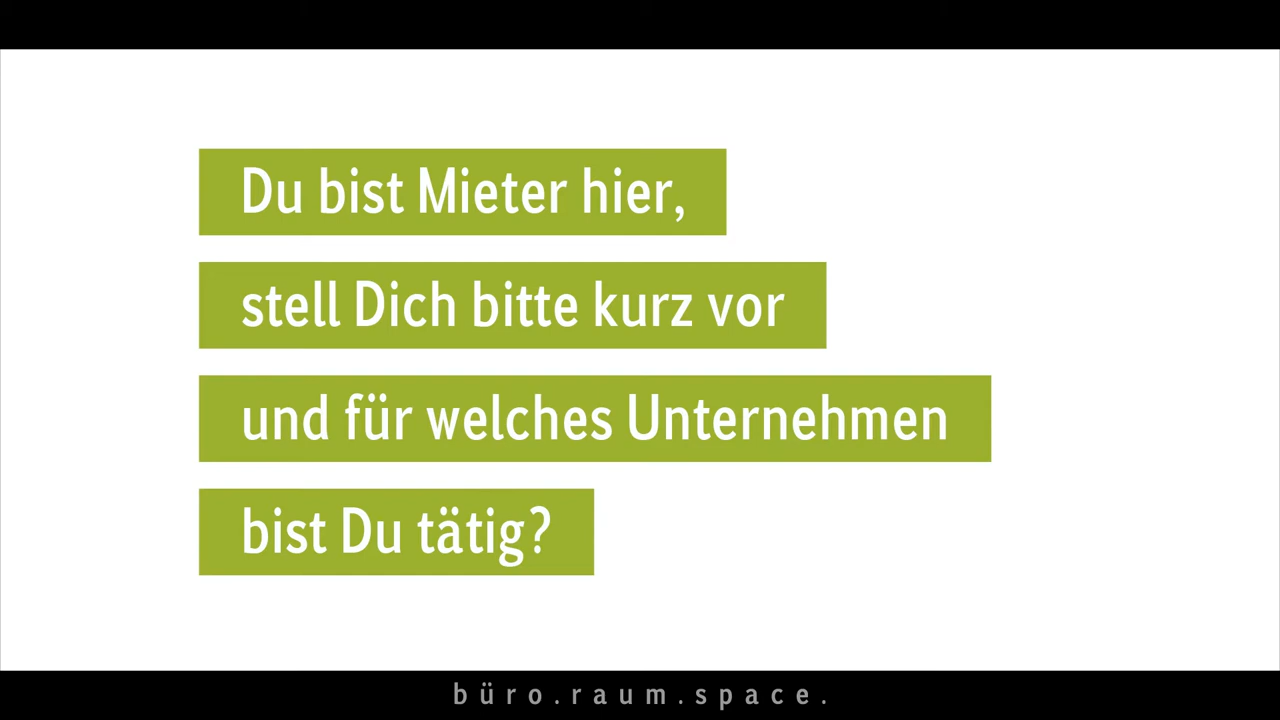 Du bist Mieter hier,
stell Dich bitte kurz vor
und für welches Unternehmen
bist Du tätig?
büro.raum.space.